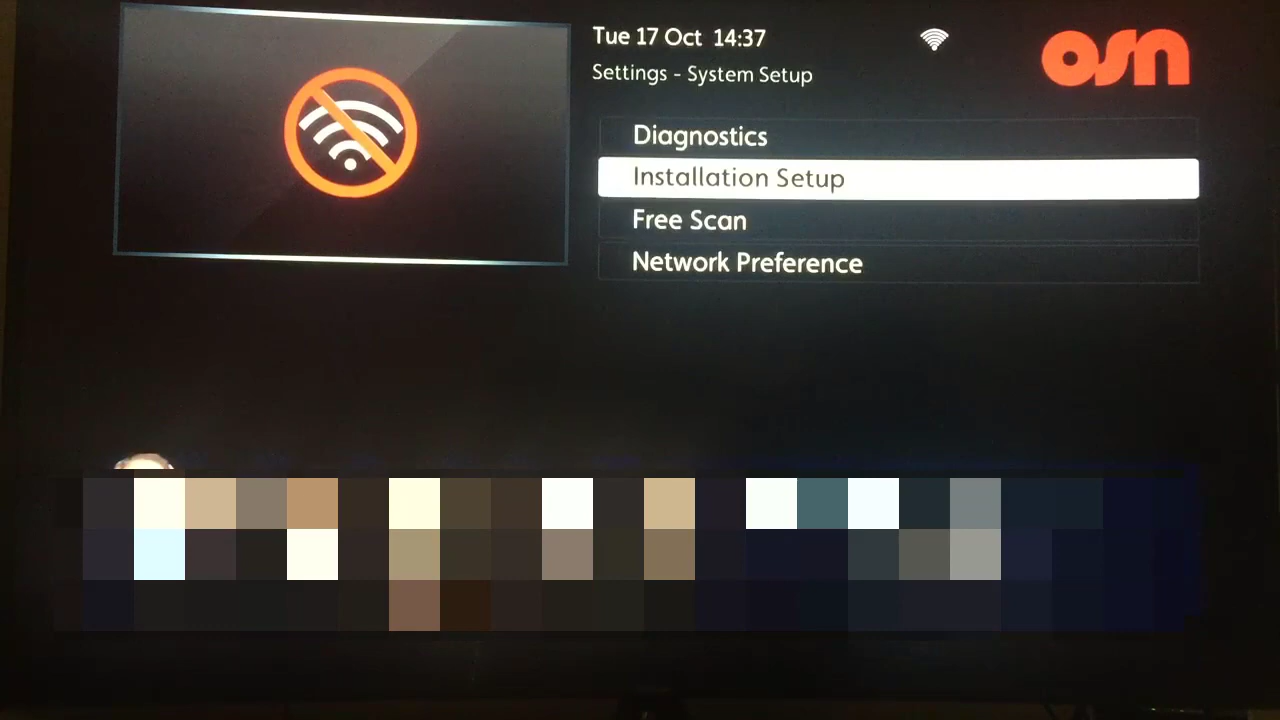 Tue 17 Oct 14:37
osn
Settings - System Setup
Diagnostics
Installation Setup
Free Scan
Network Preference